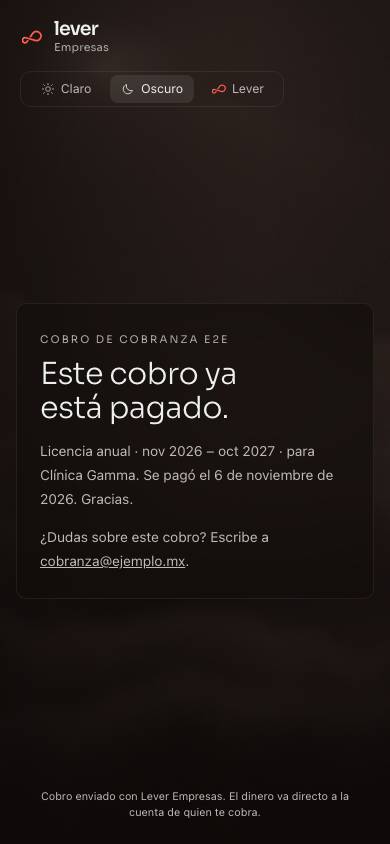 lever
Empresas
Claro
Oscuro
Lever
COBRO DE COBRANZA E2E
Este cobro ya
está pagado.
Licencia anual · nov 2026 – oct 2027 · para
Clínica Gamma. Se pagó el 6 de noviembre de
2026. Gracias.
¿Dudas sobre este cobro? Escribe a
cobranza@ejemplo.mx.
Cobro enviado con Lever Empresas. El dinero va directo a la
cuenta de quien te cobra.